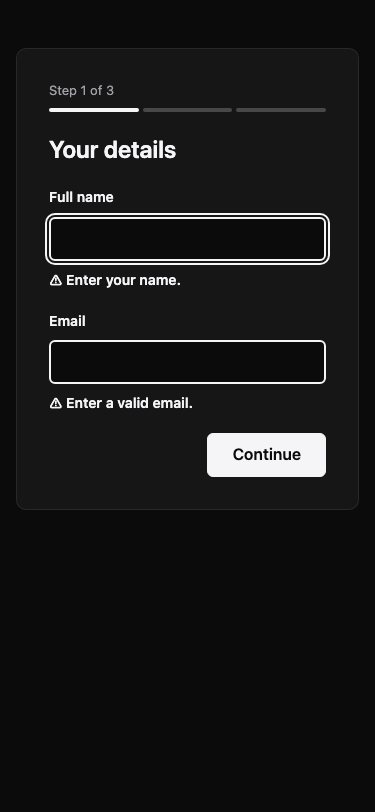 Step 1 of 3
Your details
Full name
⚠ Enter your name.
Email
⚠ Enter a valid email.
Continue